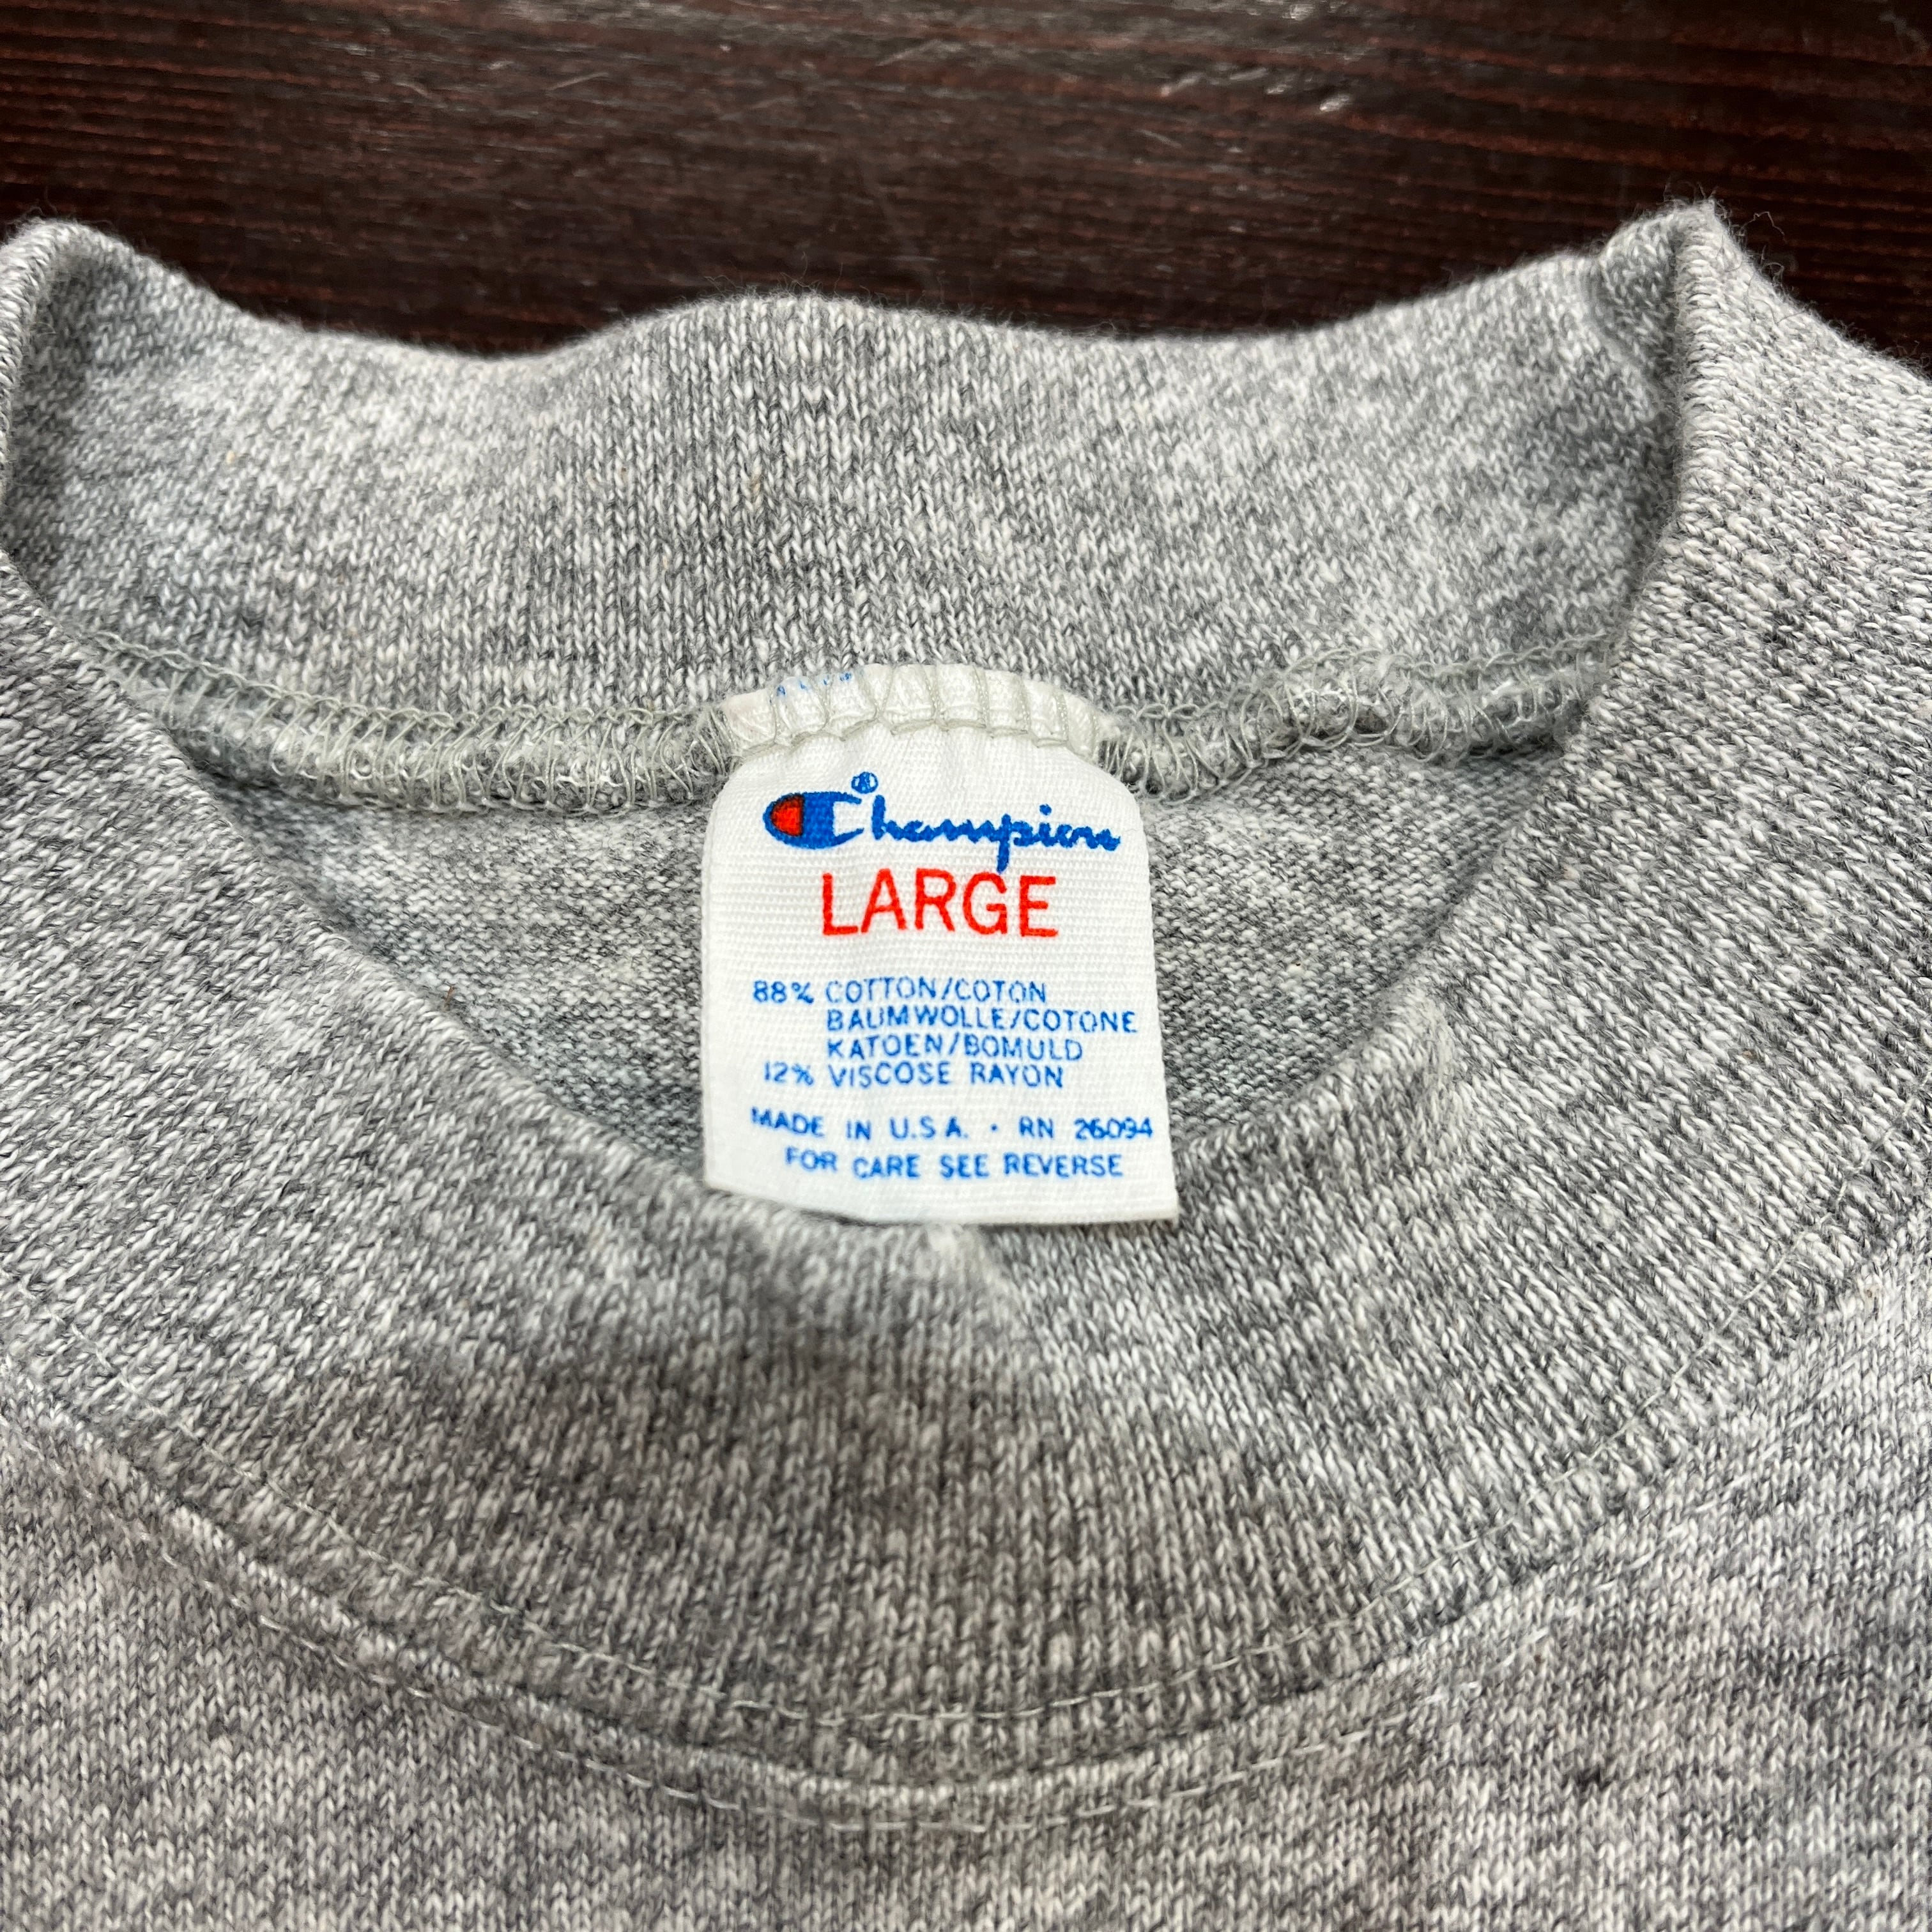 Champion®
LARGE
88% COTTON/COTON
BAUMWOLLE/COTONE
KATOEN/BOMULD
12% VISCOSE RAYON
MADE IN U.S.A. · RN 26094
FOR CARE SEE REVERSE